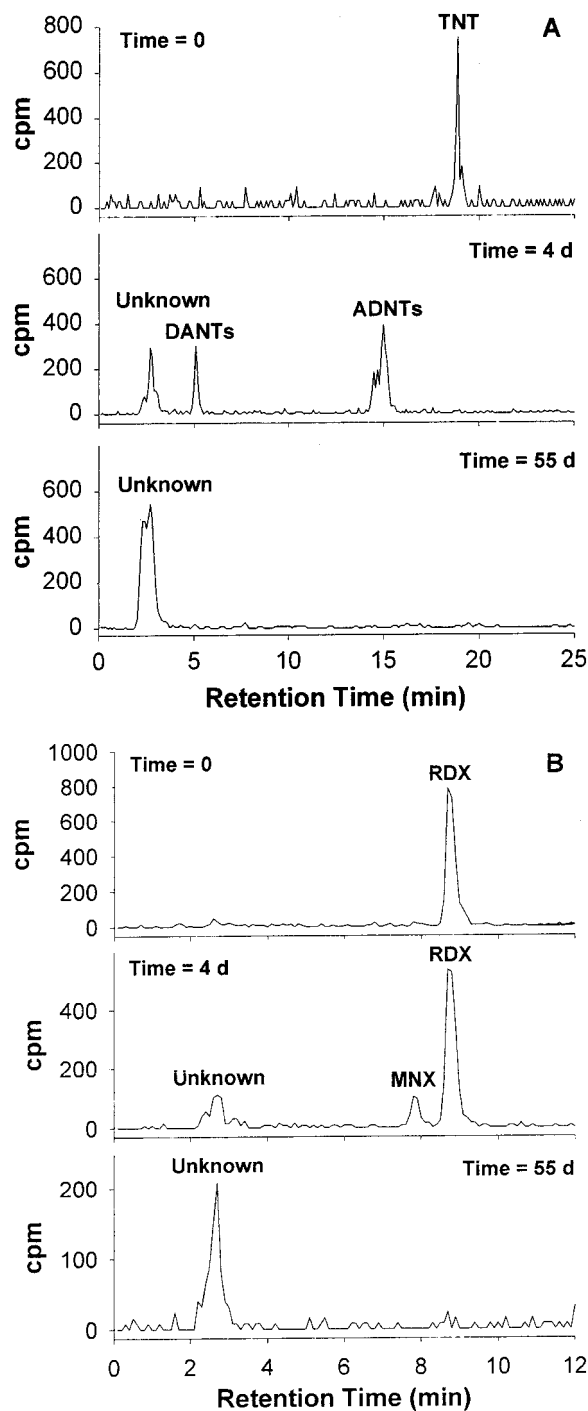 A
Time = 0
TNT
cpm
800
600
400
200
0
Time = 4 d
Unknown
DANTs
ADNTs
cpm
600
400
200
0
Time = 55 d
Unknown
cpm
600
400
200
0
0 5 10 15 20 25
Retention Time (min)
B
Time = 0
RDX
cpm
1000
800
600
400
200
0
Time = 4 d
RDX
Unknown
MNX
cpm
400
200
0
Unknown
Time = 55 d
cpm
200
100
0
0 2 4 6 8 10 12
Retention Time (min)